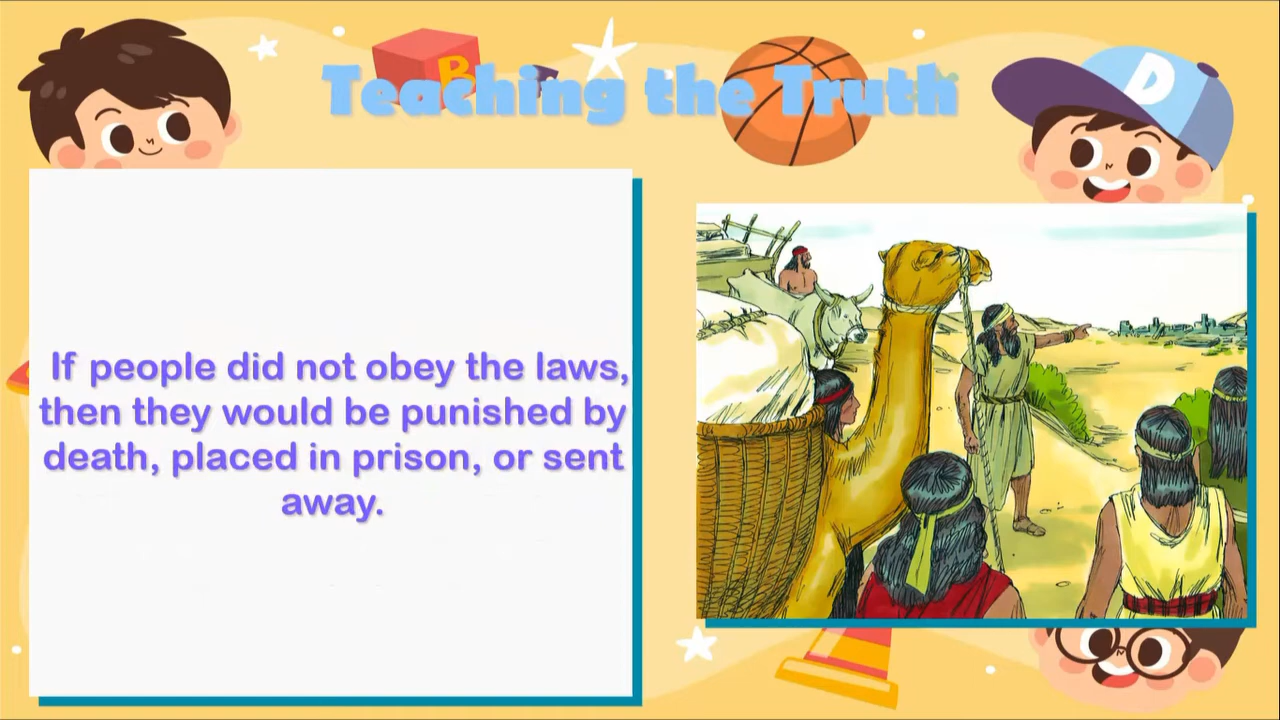 B
Teaching the Truth
D
If people did not obey the laws,
then they would be punished by
death, placed in prison, or sent
away.